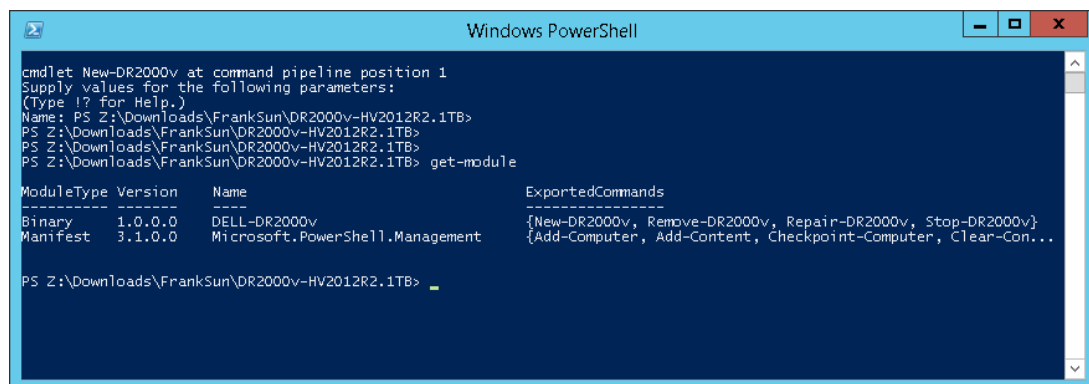 Windows PowerShell
cmdlet New-DR2000v at command pipeline position 1
Supply values for the following parameters:
(Type !? for Help.)
Name: PS Z:\Downloads\FrankSun\DR2000v-HV2012R2.1TB>
PS Z:\Downloads\FrankSun\DR2000v-HV2012R2.1TB>
PS Z:\Downloads\FrankSun\DR2000v-HV2012R2.1TB>
PS Z:\Downloads\FrankSun\DR2000v-HV2012R2.1TB> get-module
ModuleType Version    Name                                ExportedCommands
---------- -------    ----                                ----------------
Binary     1.0.0.0    DELL-DR2000v                        {New-DR2000v, Remove-DR2000v, Repair-DR2000v, Stop-DR2000v}
Manifest   3.1.0.0    Microsoft.PowerShell.Management     {Add-Computer, Add-Content, Checkpoint-Computer, Clear-Con...
PS Z:\Downloads\FrankSun\DR2000v-HV2012R2.1TB> _